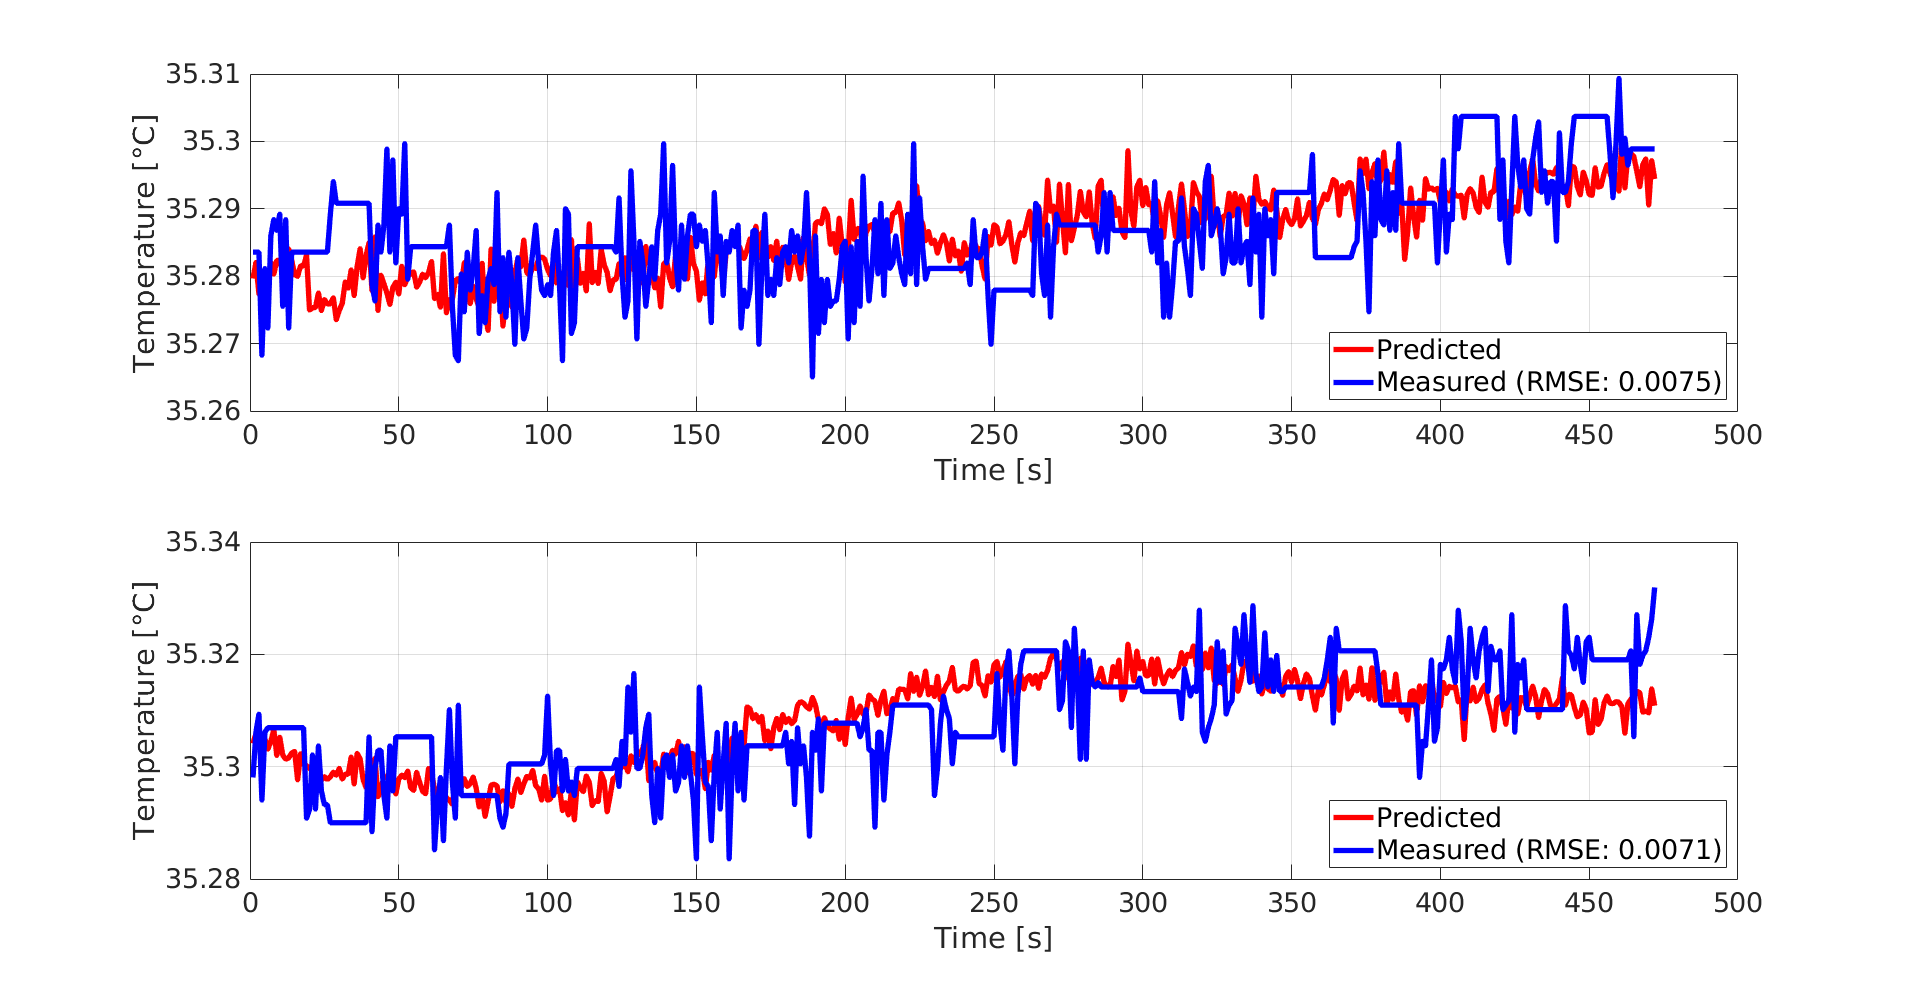 35.31
35.3
35.29
35.28
35.27
35.26
Temperature [°C]
0 50 100 150 200 250 300 350 400 450 500
Time [s]
Predicted
Measured (RMSE: 0.0075)
35.34
35.32
35.3
35.28
Temperature [°C]
0 50 100 150 200 250 300 350 400 450 500
Time [s]
Predicted
Measured (RMSE: 0.0071)